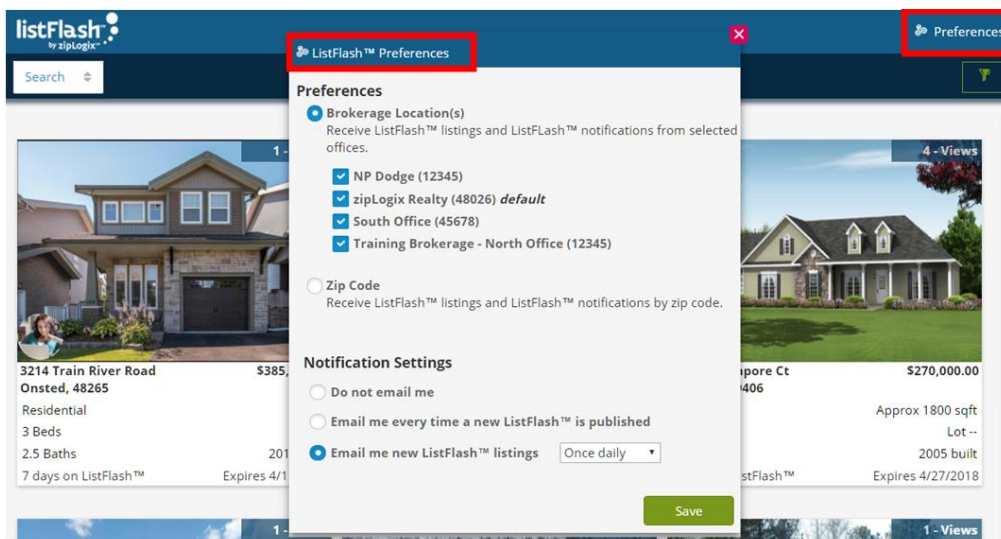 listFlash
by zipLogix™
Preferences
ListFlash™ Preferences
Search
Preferences
Brokerage Location(s)
Receive ListFlash™ listings and ListFLash™ notifications from selected
offices.
NP Dodge (12345)
zipLogix Realty (48026) default
South Office (45678)
Training Brokerage - North Office (12345)
Zip Code
Receive ListFlash™ listings and ListFlash™ notifications by zip code.
Notification Settings
Do not email me
Email me every time a new ListFlash™ is published
Email me new ListFlash™ listings Once daily
Save
1 -
3214 Train River Road $385,
Onsted, 48265
Residential
3 Beds
2.5 Baths 201
7 days on ListFlash™ Expires 4/1
4 - Views
apore Ct $270,000.00
406
Approx 1800 sqft
Lot --
2005 built
stFlash™ Expires 4/27/2018
1 -
1 - Views